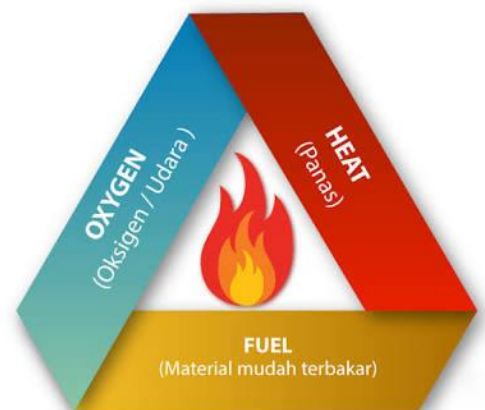 OXYGEN
(Oksigen / Udara )
HEAT
(Panas)
FUEL
(Material mudah terbakar)